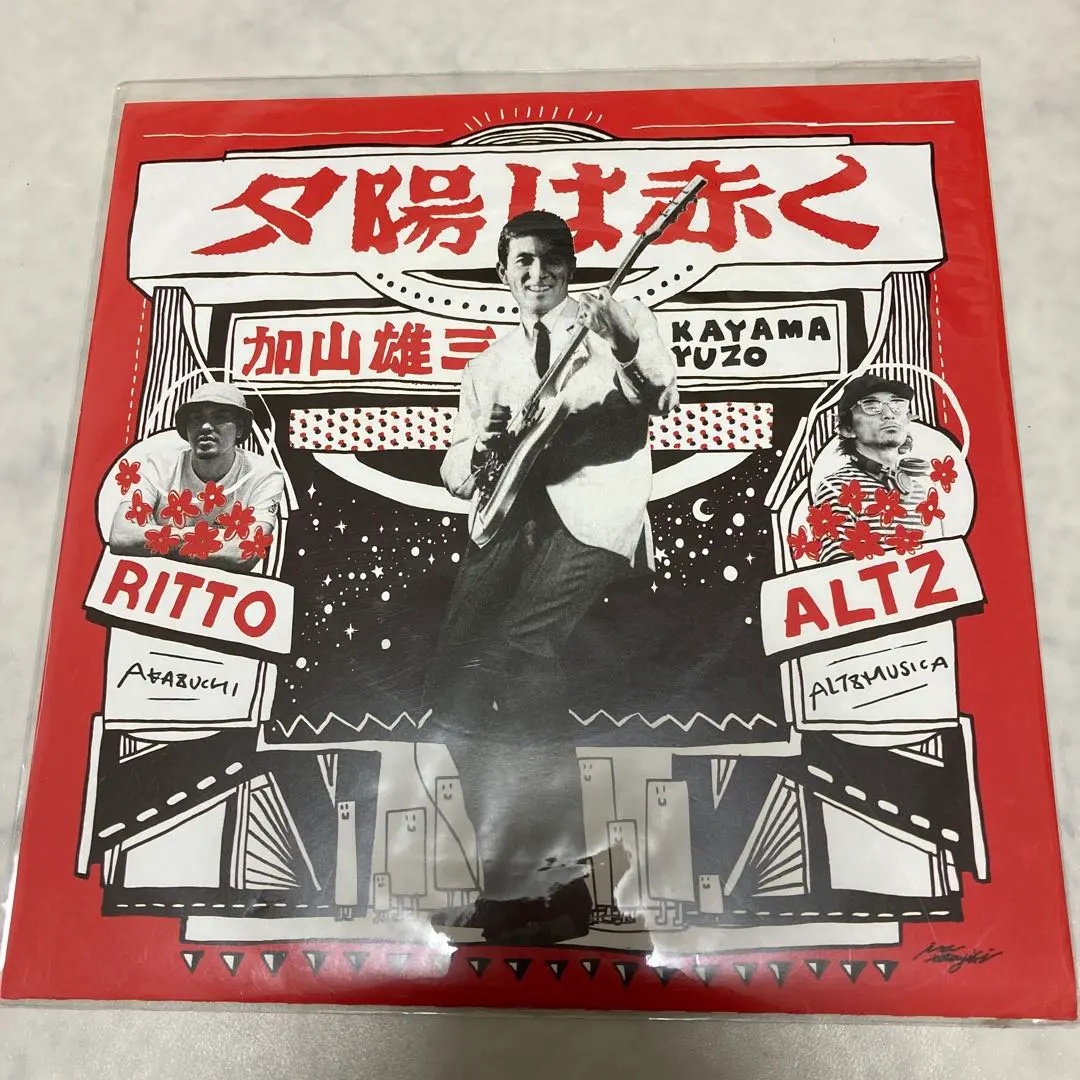 夕陽は赤く
加山雄三
KAYAMA
YUZO
RITTO
ALTZ
AKABUCHI
ALTZMUSICA